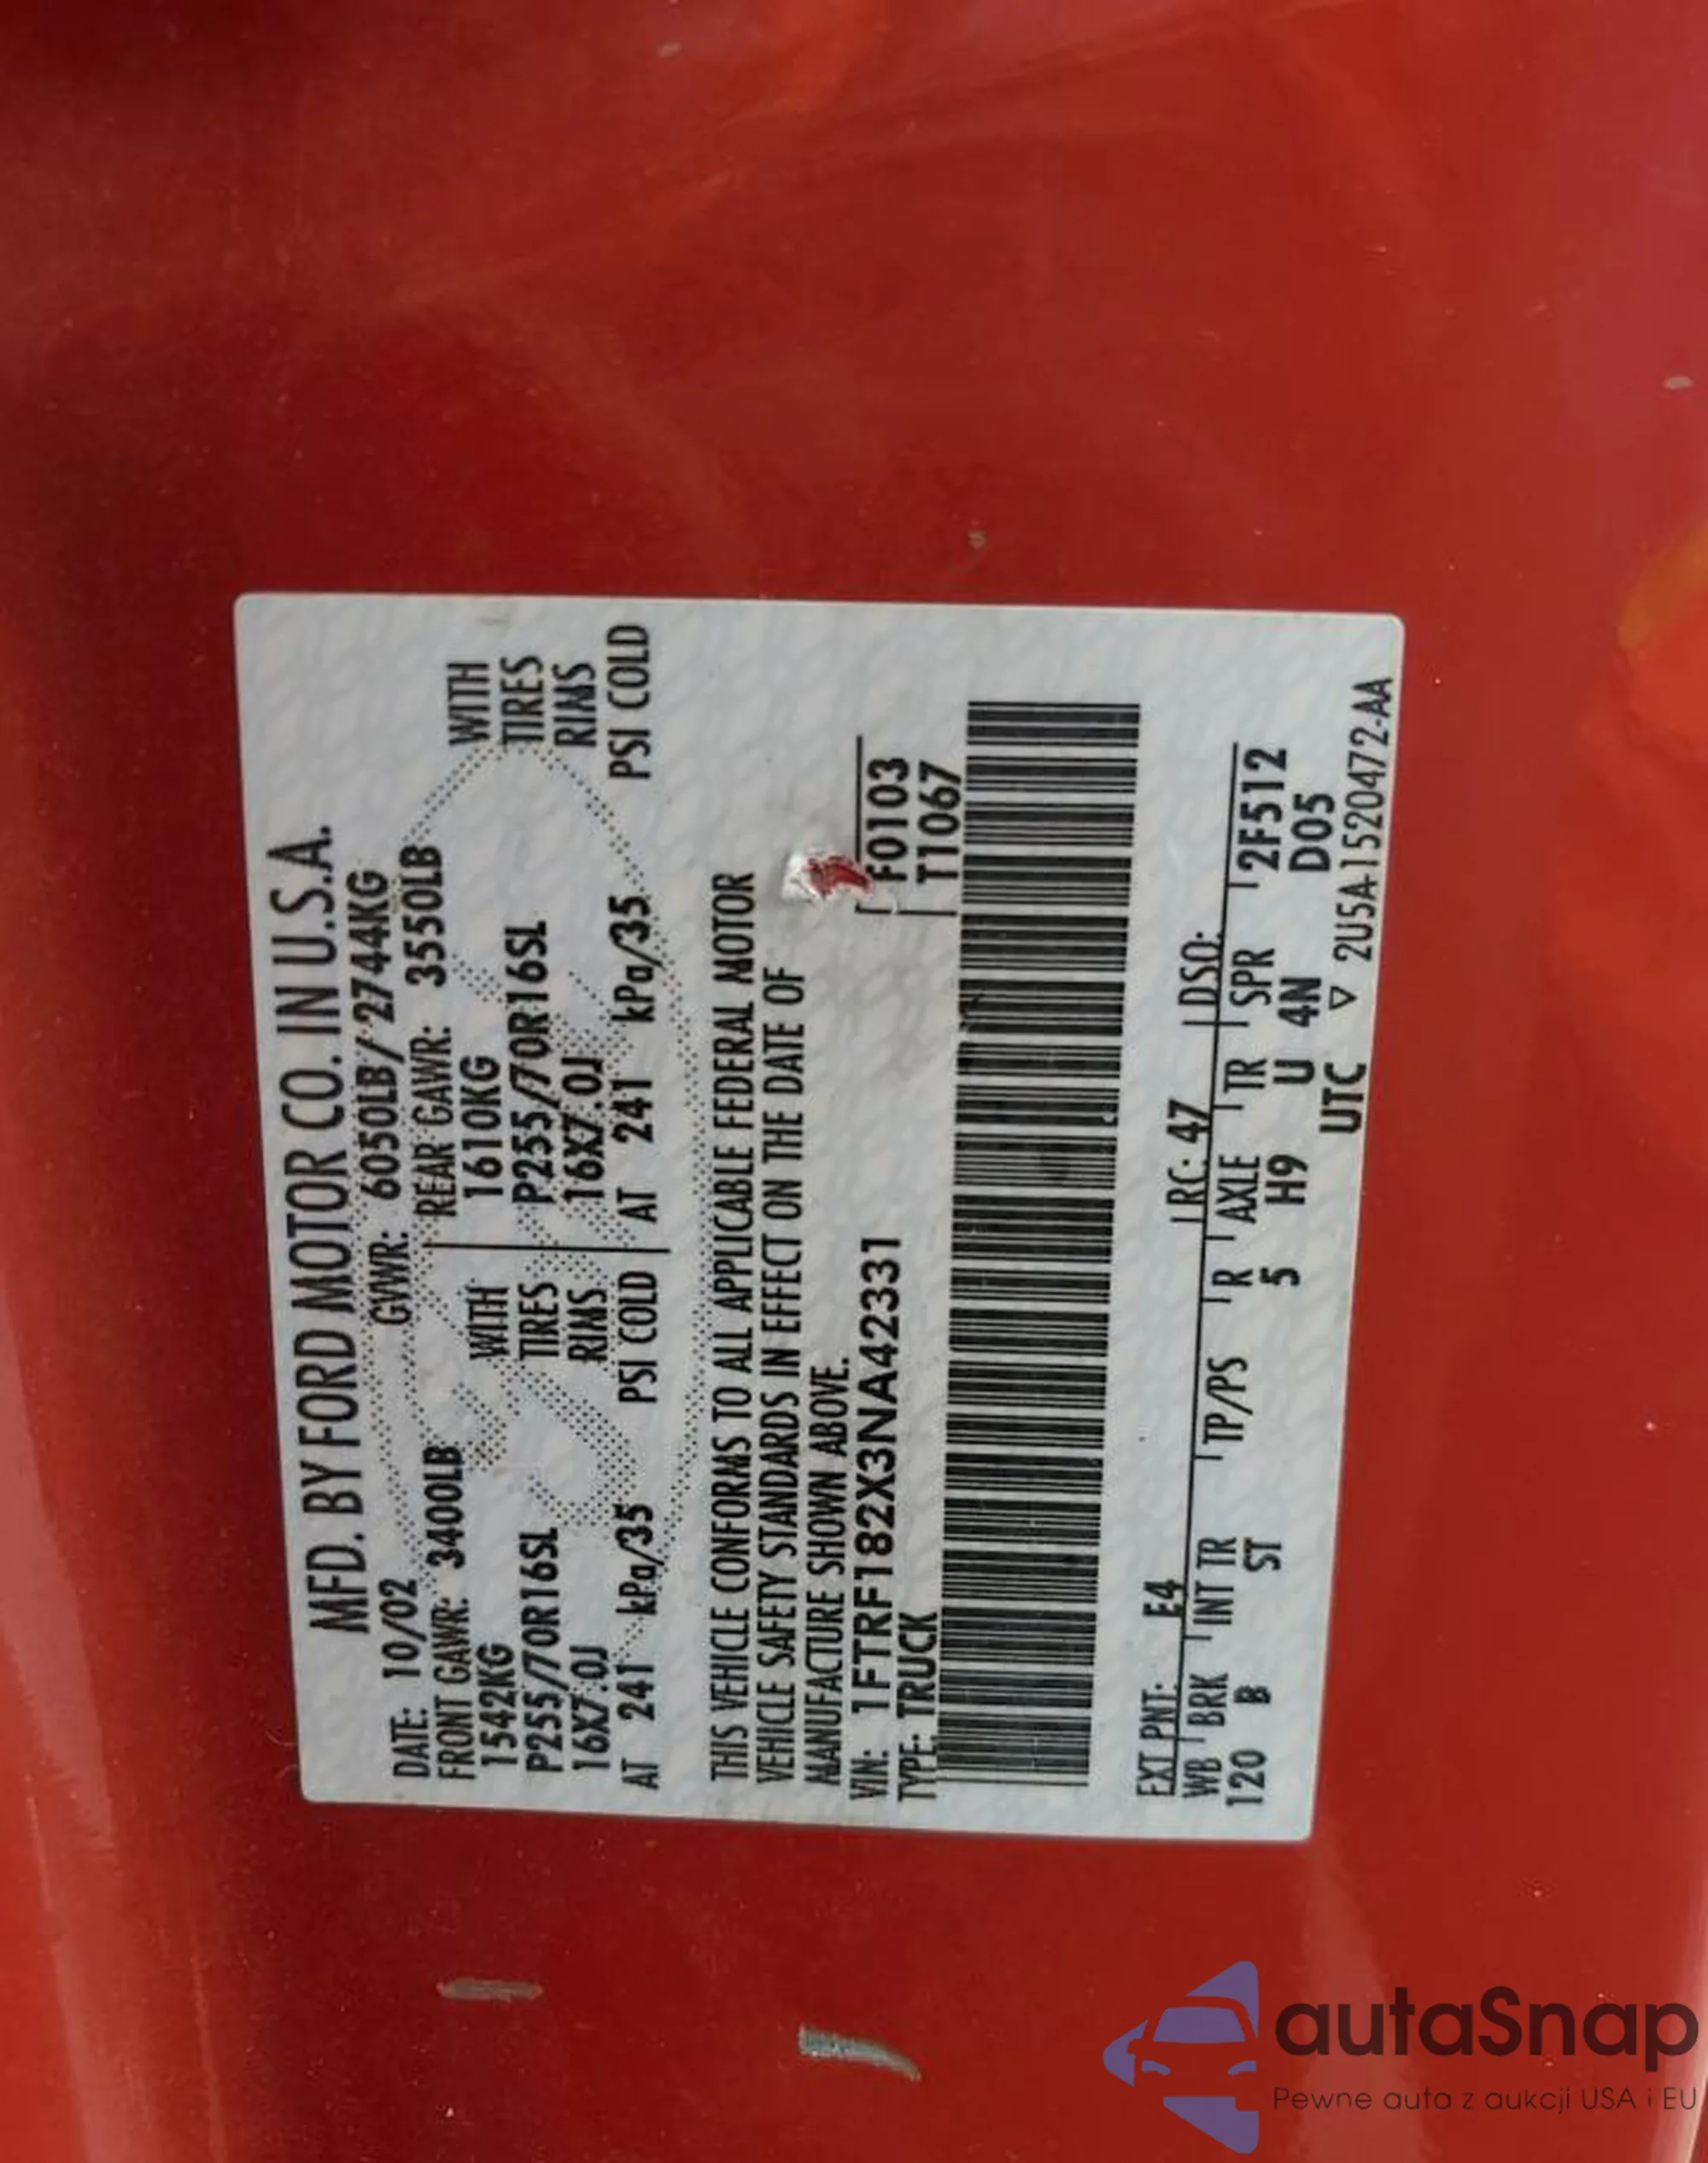 MFD. BY FORD MOTOR CO. IN U.S.A.
DATE: 10/02 GVWR: 6050LB/2744KG
FRONT GAWR: 3400LB REAR GAWR: 3550LB
1542KG WITH 1610KG WITH
P255/70R16SL TIRES P255/70R16SL TIRES
16X7.0J RIMS 16X7.0J RIMS
AT 241 kPa/35 PSI COLD AT 241 kPa/35 PSI COLD
THIS VEHICLE CONFORMS TO ALL APPLICABLE FEDERAL MOTOR
VEHICLE SAFETY STANDARDS IN EFFECT ON THE DATE OF
MANUFACTURE SHOWN ABOVE.
VIN: 1FTRF182X3NA42331 F0103
TYPE: TRUCK T1067
EXT PNT: E4 RC: 47 DSO:
WB BRK INT TR TP/PS R AXLE TR SPR 2F512
120 B ST 5 H9 U 4N D05
UTC ▽ 2U5A-1520472-AA
autaSnap
Pewne auta z aukcji USA i EU